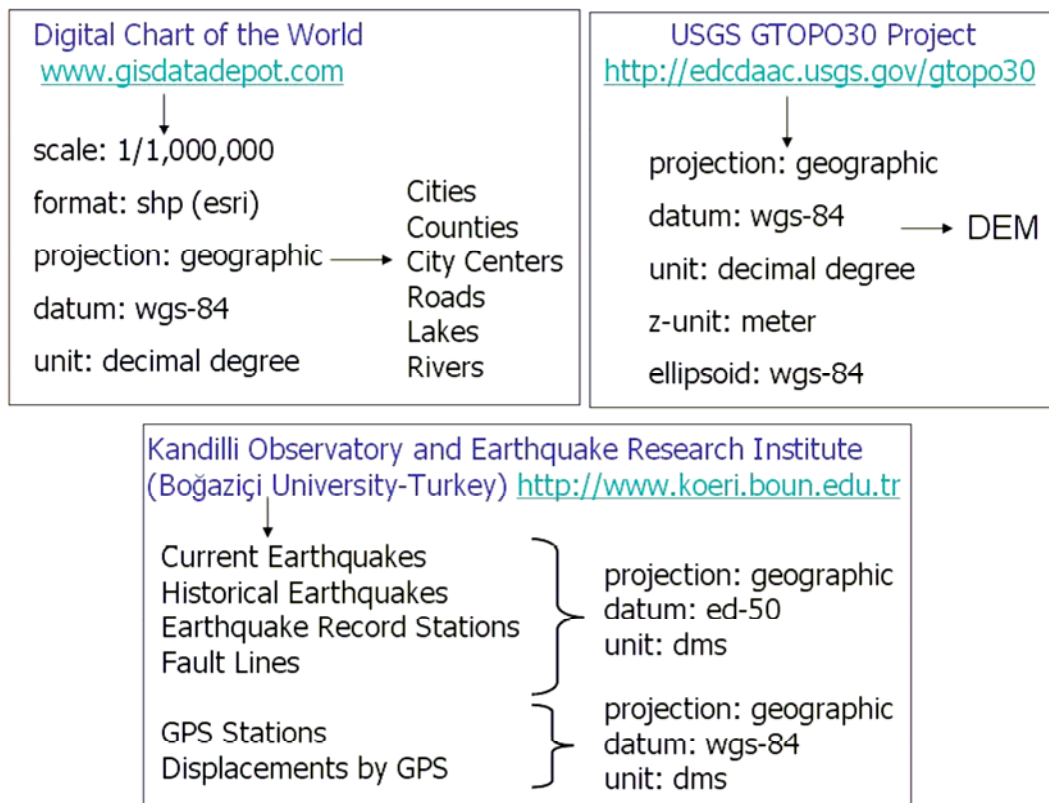 Digital Chart of the World
www.gisdatadepot.com
scale: 1/1,000,000
format: shp (esri)
projection: geographic
datum: wgs-84
unit: decimal degree
Cities
Counties
City Centers
Roads
Lakes
Rivers
USGS GTOPO30 Project
http://edcdaac.usgs.gov/gtopo30
projection: geographic
datum: wgs-84
unit: decimal degree
z-unit: meter
ellipsoid: wgs-84
DEM
Kandilli Observatory and Earthquake Research Institute
(Boğaziçi University-Turkey) http://www.koeri.boun.edu.tr
Current Earthquakes
Historical Earthquakes
Earthquake Record Stations
Fault Lines
projection: geographic
datum: ed-50
unit: dms
GPS Stations
Displacements by GPS
projection: geographic
datum: wgs-84
unit: dms